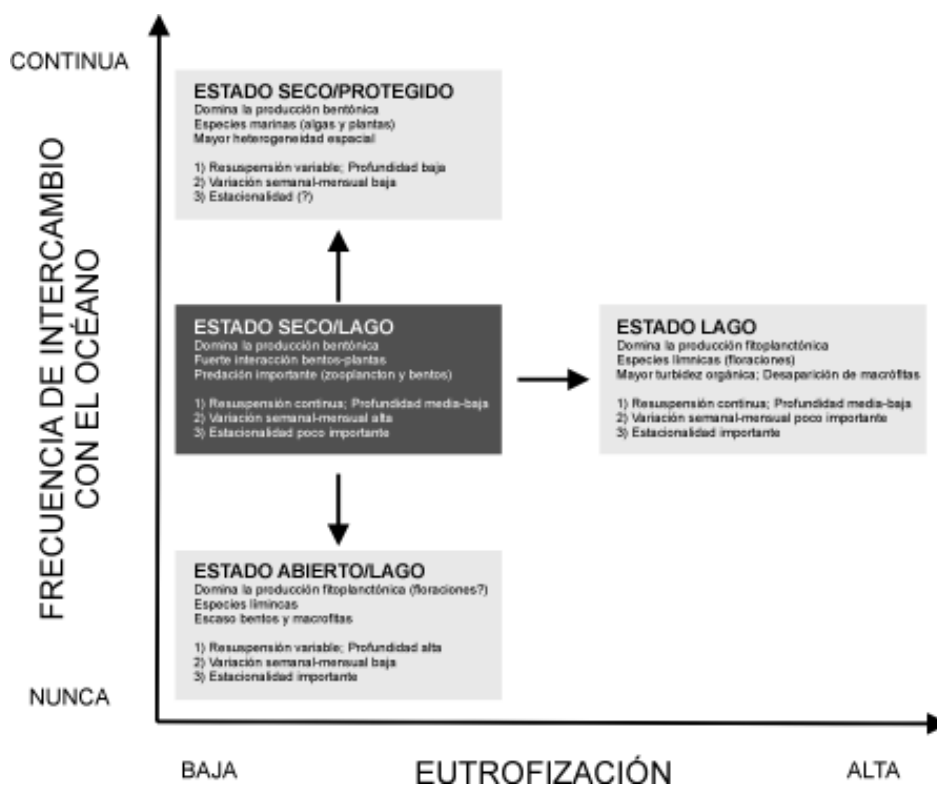 CONTINUA
FRECUENCIA DE INTERCAMBIO
CON EL OCÉANO
NUNCA
ESTADO SECO/PROTEGIDO
Domina la producción bentónica
Especies marinas (algas y plantas)
Mayor heterogeneidad espacial
1) Resuspensión variable; Profundidad baja
2) Variación semanal-mensual baja
3) Estacionalidad (?)
ESTADO SECO/LAGO
Domina la producción bentónica
Fuerte interacción bentos-plantas
Predación importante (zooplancton y bentos)
1) Resuspensión continua; Profundidad media-baja
2) Variación semanal-mensual alta
3) Estacionalidad poco importante
ESTADO LAGO
Domina la producción fitoplanctónica
Especies límnicas (floraciones)
Mayor turbidez orgánica; Desaparición de macrófitas
1) Resuspensión continua; Profundidad media-baja
2) Variación semanal-mensual poco importante
3) Estacionalidad importante
ESTADO ABIERTO/LAGO
Domina la producción fitoplanctónica (floraciones?)
Especies limincas
Escaso bentos y macrofitas
1) Resuspensión variable; Profundidad alta
2) Variación semanal-mensual baja
3) Estacionalidad importante
BAJA
EUTROFIZACIÓN
ALTA